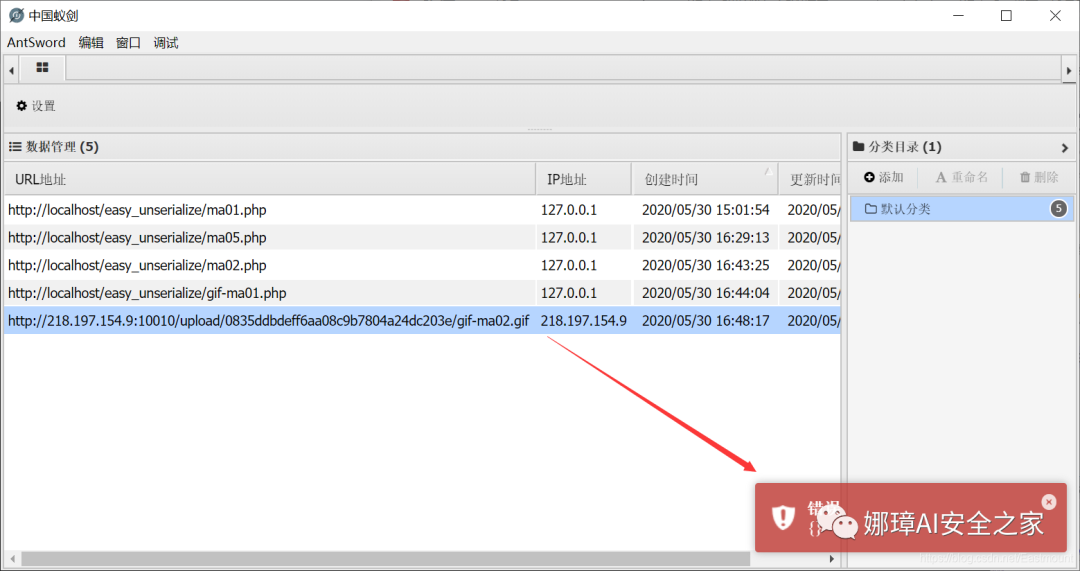 中国蚁剑
AntSword 编辑 窗口 调试
设置
数据管理 (5)
分类目录 (1)
URL地址 IP地址 创建时间 更新时间
添加 重命名 删除
默认分类 5
http://localhost/easy_unserialize/ma01.php 127.0.0.1 2020/05/30 15:01:54 2020/05/
http://localhost/easy_unserialize/ma05.php 127.0.0.1 2020/05/30 16:29:13 2020/05/
http://localhost/easy_unserialize/ma02.php 127.0.0.1 2020/05/30 16:43:25 2020/05/
http://localhost/easy_unserialize/gif-ma01.php 127.0.0.1 2020/05/30 16:44:04 2020/05/
http://218.197.154.9:10010/upload/0835ddbdeff6aa08c9b7804a24dc203e/gif-ma02.gif 218.197.154.9 2020/05/30 16:48:17 2020/05/
错误
{}
娜璋AI安全之家